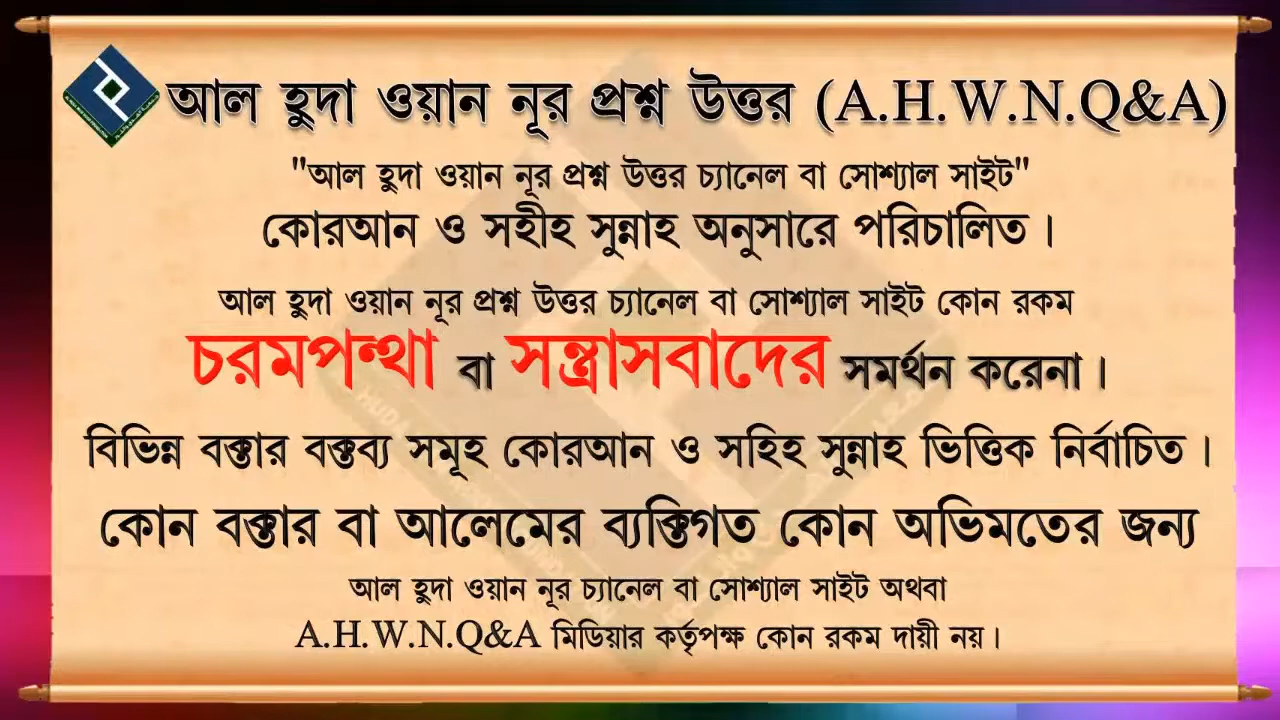 আল হুদা ওয়ান নূর প্রশ্ন উত্তর (A.H.W.N.Q&A)
"আল হুদা ওয়ান নূর প্রশ্ন উত্তর চ্যানেল বা সোশ্যাল সাইট"
কোরআন ও সহীহ সুন্নাহ অনুসারে পরিচালিত।
আল হুদা ওয়ান নূর প্রশ্ন উত্তর চ্যানেল বা সোশ্যাল সাইট কোন রকম
চরমপন্থা বা সন্ত্রাসবাদের সমর্থন করেনা।
বিভিন্ন বক্তার বক্তব্য সমূহ কোরআন ও সহিহ সুন্নাহ ভিত্তিক নির্বাচিত।
কোন বক্তার বা আলেমের ব্যক্তিগত কোন অভিমতের জন্য
আল হুদা ওয়ান নূর চ্যানেল বা সোশ্যাল সাইট অথবা
A.H.W.N.Q&A মিডিয়ার কর্তৃপক্ষ কোন রকম দায়ী নয়।